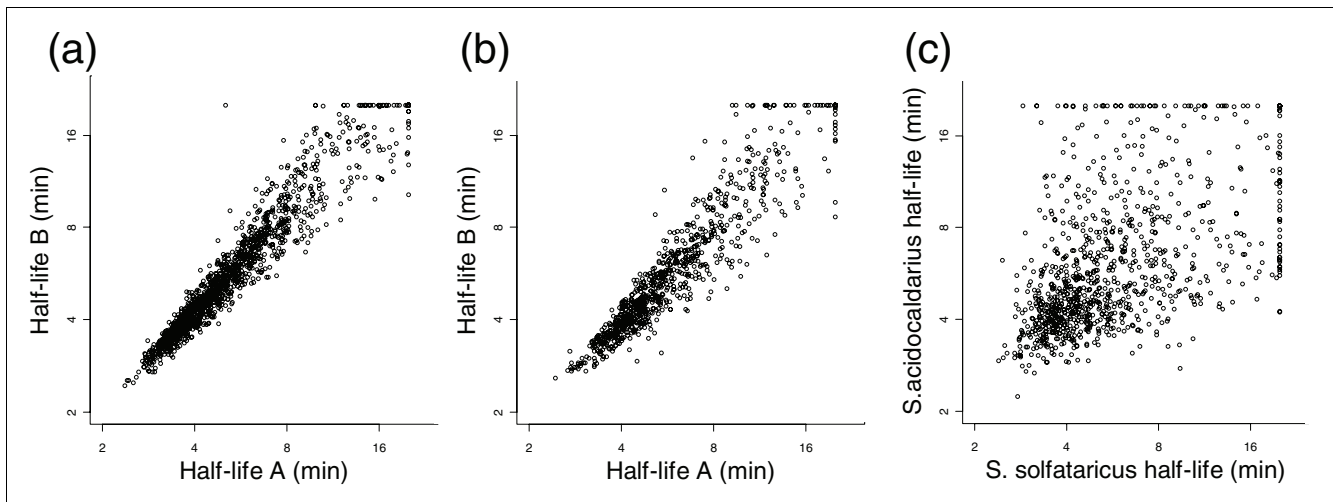 (a)
Half-life B (min)
16
8
4
2
2 4 8 16
Half-life A (min)
(b)
Half-life B (min)
16
8
4
2
2 4 8 16
Half-life A (min)
(c)
S.acidocaldarius half-life (min)
16
8
4
2
2 4 8 16
S. solfataricus half-life (min)